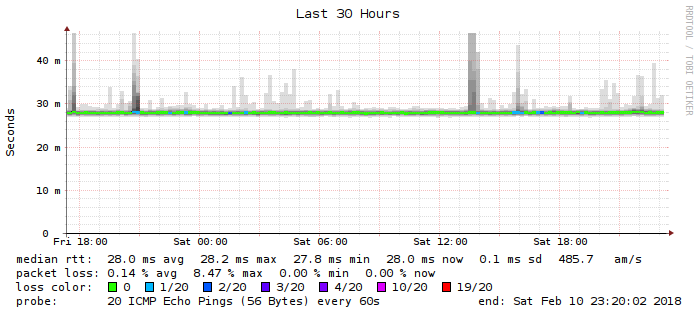 Last 30 Hours
RRDTOOL / TOBI OETIKER
Seconds
40 m
30 m
20 m
10 m
0
Fri 18:00 Sat 00:00 Sat 06:00 Sat 12:00 Sat 18:00
median rtt: 28.0 ms avg 28.2 ms max 27.8 ms min 28.0 ms now 0.1 ms sd 485.7 am/s
packet loss: 0.14 % avg 8.47 % max 0.00 % min 0.00 % now
loss color: 0 1/20 2/20 3/20 4/20 10/20 19/20
probe: 20 ICMP Echo Pings (56 Bytes) every 60s end: Sat Feb 10 23:20:02 2018